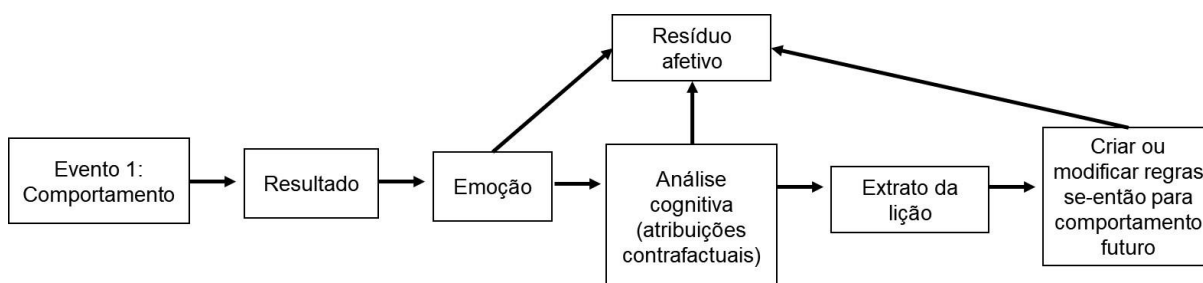 Resíduo
afetivo
Evento 1:
Comportamento
Resultado
Emoção
Análise
cognitiva
(atribuições
contrafactuais)
Extrato da
lição
Criar ou
modificar regras
se-então para
comportamento
futuro